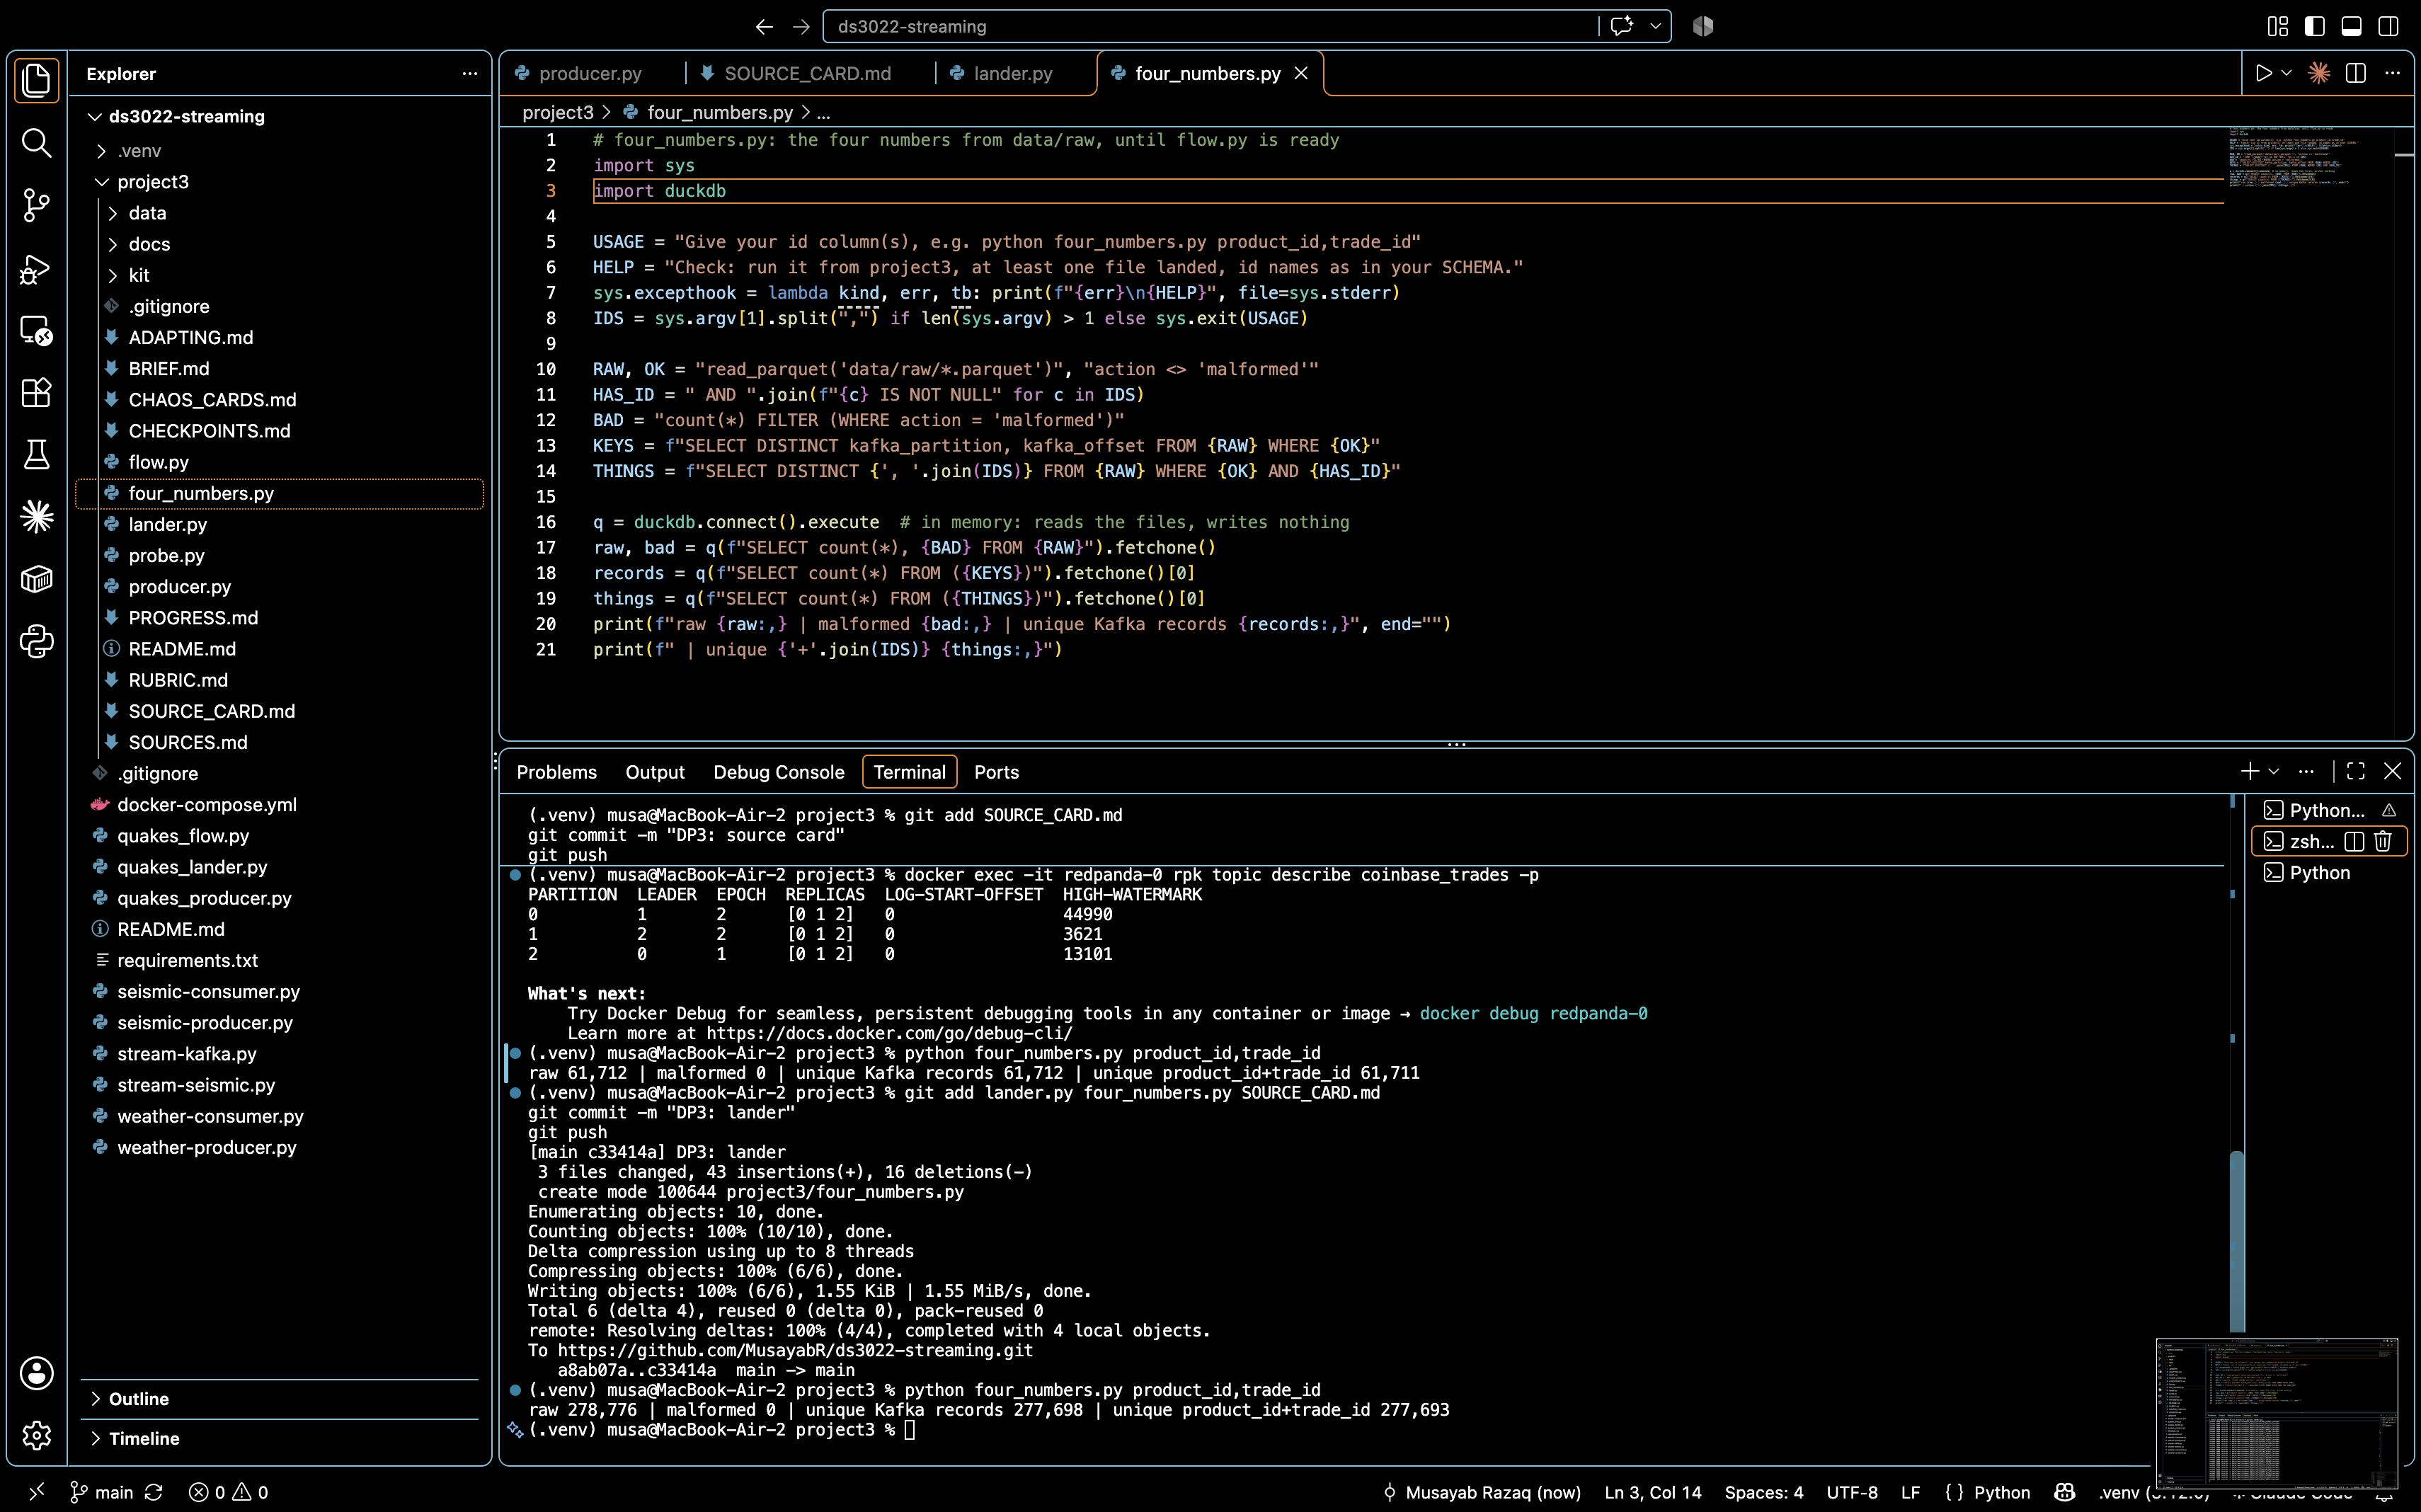 ds3022-streaming
Explorer
ds3022-streaming
.venv
project3
data
docs
kit
.gitignore
ADAPTING.md
BRIEF.md
CHAOS_CARDS.md
CHECKPOINTS.md
flow.py
four_numbers.py
lander.py
probe.py
producer.py
PROGRESS.md
README.md
RUBRIC.md
SOURCE_CARD.md
SOURCES.md
.gitignore
docker-compose.yml
quakes_flow.py
quakes_lander.py
quakes_producer.py
README.md
requirements.txt
seismic-consumer.py
seismic-producer.py
stream-kafka.py
stream-seismic.py
weather-consumer.py
weather-producer.py
Outline
Timeline
producer.py SOURCE_CARD.md lander.py four_numbers.py
project3 > four_numbers.py > ...
1 # four_numbers.py: the four numbers from data/raw, until flow.py is ready
2 import sys
3 import duckdb
4
5 USAGE = "Give your id column(s), e.g. python four_numbers.py product_id,trade_id"
6 HELP = "Check: run it from project3, at least one file landed, id names as in your SCHEMA."
7 sys.excepthook = lambda kind, err, tb: print(f"{err}\n{HELP}", file=sys.stderr)
8 IDS = sys.argv[1].split(",") if len(sys.argv) > 1 else sys.exit(USAGE)
9
10 RAW, OK = "read_parquet('data/raw/*.parquet')", "action <> 'malformed'"
11 HAS_ID = " AND ".join(f"{c} IS NOT NULL" for c in IDS)
12 BAD = "count(*) FILTER (WHERE action = 'malformed')"
13 KEYS = f"SELECT DISTINCT kafka_partition, kafka_offset FROM {RAW} WHERE {OK}"
14 THINGS = f"SELECT DISTINCT {', '.join(IDS)} FROM {RAW} WHERE {OK} AND {HAS_ID}"
15
16 q = duckdb.connect().execute  # in memory: reads the files, writes nothing
17 raw, bad = q(f"SELECT count(*), {BAD} FROM {RAW}").fetchone()
18 records = q(f"SELECT count(*) FROM ({KEYS})").fetchone()[0]
19 things = q(f"SELECT count(*) FROM ({THINGS})").fetchone()[0]
20 print(f"raw {raw:,} | malformed {bad:,} | unique Kafka records {records:,}", end="")
21 print(f" | unique {'+'.join(IDS)} {things:,}")
Problems Output Debug Console Terminal Ports
(.venv) musa@MacBook-Air-2 project3 % git add SOURCE_CARD.md
git commit -m "DP3: source card"
git push
(.venv) musa@MacBook-Air-2 project3 % docker exec -it redpanda-0 rpk topic describe coinbase_trades -p
PARTITION  LEADER  EPOCH  REPLICAS  LOG-START-OFFSET  HIGH-WATERMARK
0          1       2      [0 1 2]   0                 44990
1          2       2      [0 1 2]   0                 3621
2          0       1      [0 1 2]   0                 13101
What's next:
Try Docker Debug for seamless, persistent debugging tools in any container or image → docker debug redpanda-0
Learn more at https://docs.docker.com/go/debug-cli/
(.venv) musa@MacBook-Air-2 project3 % python four_numbers.py product_id,trade_id
raw 61,712 | malformed 0 | unique Kafka records 61,712 | unique product_id+trade_id 61,711
(.venv) musa@MacBook-Air-2 project3 % git add lander.py four_numbers.py SOURCE_CARD.md
git commit -m "DP3: lander"
git push
[main c33414a] DP3: lander
3 files changed, 43 insertions(+), 16 deletions(-)
create mode 100644 project3/four_numbers.py
Enumerating objects: 10, done.
Counting objects: 100% (10/10), done.
Delta compression using up to 8 threads
Compressing objects: 100% (6/6), done.
Writing objects: 100% (6/6), 1.55 KiB | 1.55 MiB/s, done.
Total 6 (delta 4), reused 0 (delta 0), pack-reused 0
remote: Resolving deltas: 100% (4/4), completed with 4 local objects.
To https://github.com/MusayabR/ds3022-streaming.git
a8ab07a..c33414a  main -> main
(.venv) musa@MacBook-Air-2 project3 % python four_numbers.py product_id,trade_id
raw 278,776 | malformed 0 | unique Kafka records 277,698 | unique product_id+trade_id 277,693
(.venv) musa@MacBook-Air-2 project3 %
Python...
zsh...
Python
main 0 0 Musayab Razaq (now) Ln 3, Col 14 Spaces: 4 UTF-8 LF {} Python